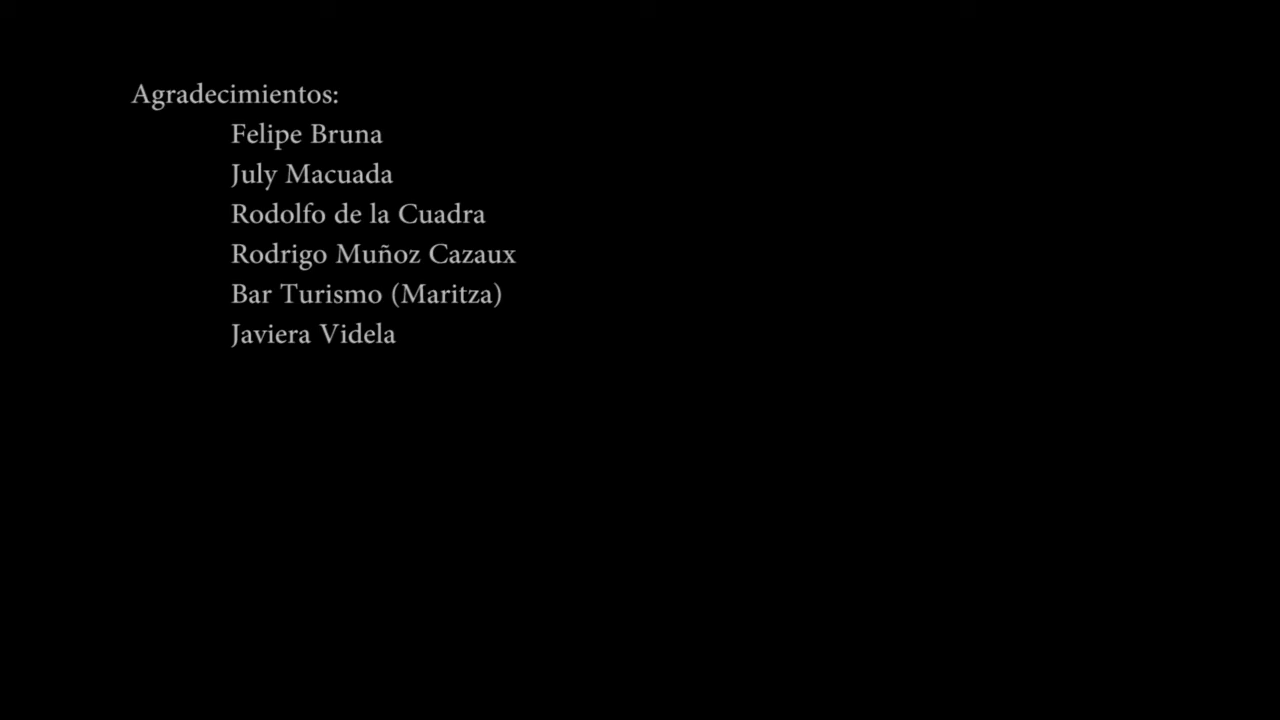 Agradecimientos:
Felipe Bruna
July Macuada
Rodolfo de la Cuadra
Rodrigo Muñoz Cazaux
Bar Turismo (Maritza)
Javiera Videla